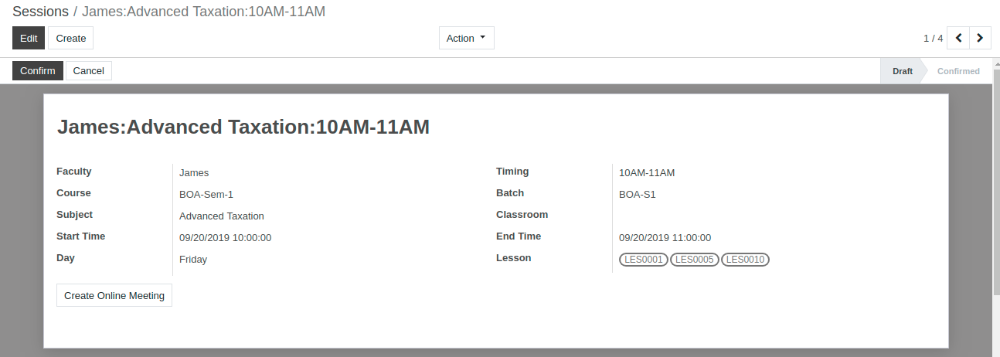 Sessions / James:Advanced Taxation:10AM-11AM
Edit Create Action 1 / 4
Confirm Cancel Draft Confirmed
James:Advanced Taxation:10AM-11AM
Faculty James Timing 10AM-11AM
Course BOA-Sem-1 Batch BOA-S1
Subject Advanced Taxation Classroom
Start Time 09/20/2019 10:00:00 End Time 09/20/2019 11:00:00
Day Friday Lesson LES0001 LES0005 LES0010
Create Online Meeting